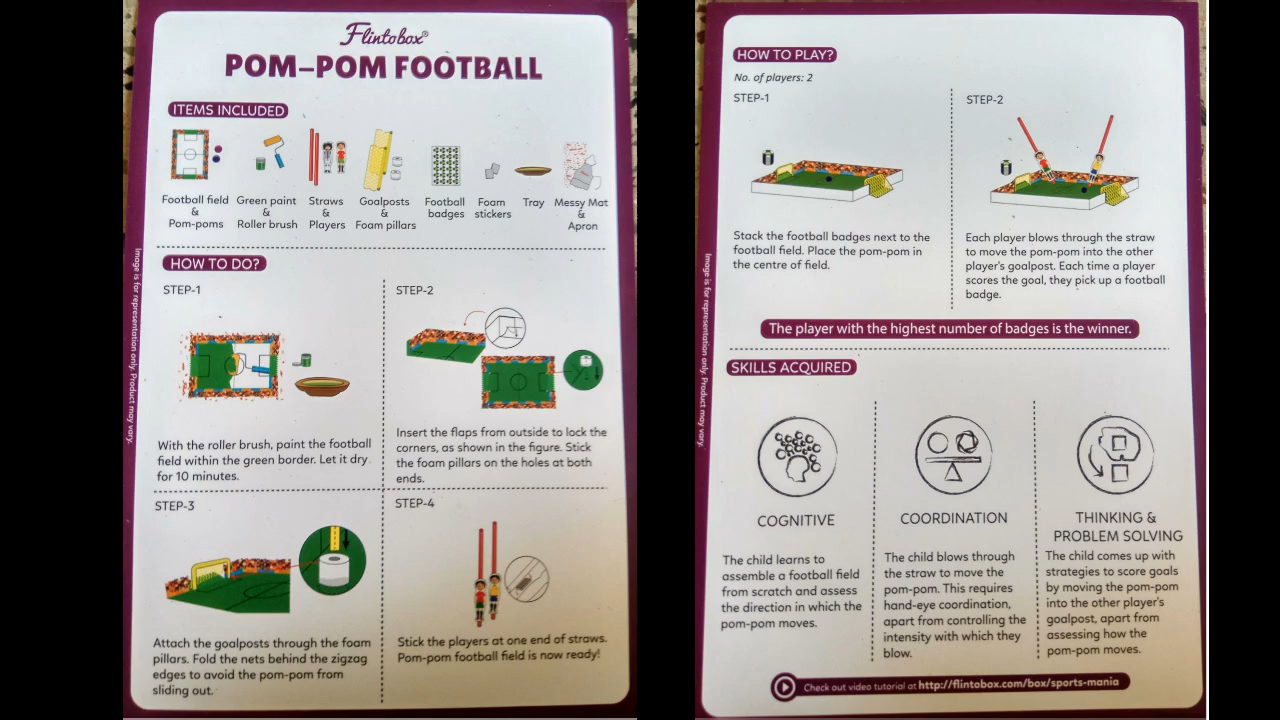 Flintobox®
POM–POM FOOTBALL
ITEMS INCLUDED
Football field
&
Pom-poms
Green paint
&
Roller brush
Straws
&
Players
Goalposts
&
Foam pillars
Football
badges
Foam
stickers
Tray
Messy Mat
&
Apron
HOW TO DO?
STEP-1
With the roller brush, paint the football
field within the green border. Let it dry
for 10 minutes.
STEP-2
Insert the flaps from outside to lock the
corners, as shown in the figure. Stick
the foam pillars on the holes at both
ends.
STEP-3
Attach the goalposts through the foam
pillars. Fold the nets behind the zigzag
edges to avoid the pom-pom from
sliding out.
STEP-4
Stick the players at one end of straws.
Pom-pom football field is now ready!
Image is for representation only. Product may vary.
HOW TO PLAY?
No. of players: 2
STEP-1
Stack the football badges next to the
football field. Place the pom-pom in
the centre of field.
STEP-2
Each player blows through the straw
to move the pom-pom into the other
player's goalpost. Each time a player
scores the goal, they pick up a football
badge.
The player with the highest number of badges is the winner.
SKILLS ACQUIRED
COGNITIVE
The child learns to
assemble a football field
from scratch and assess
the direction in which the
pom-pom moves.
COORDINATION
The child blows through
the straw to move the
pom-pom. This requires
hand-eye coordination,
apart from controlling the
intensity with which they
blow.
THINKING &
PROBLEM SOLVING
The child comes up with
strategies to score goals
by moving the pom-pom
into the other player's
goalpost, apart from
assessing how the
pom-pom moves.
Check out video tutorial at http://flintobox.com/box/sports-mania
Image is for representation only. Product may vary.